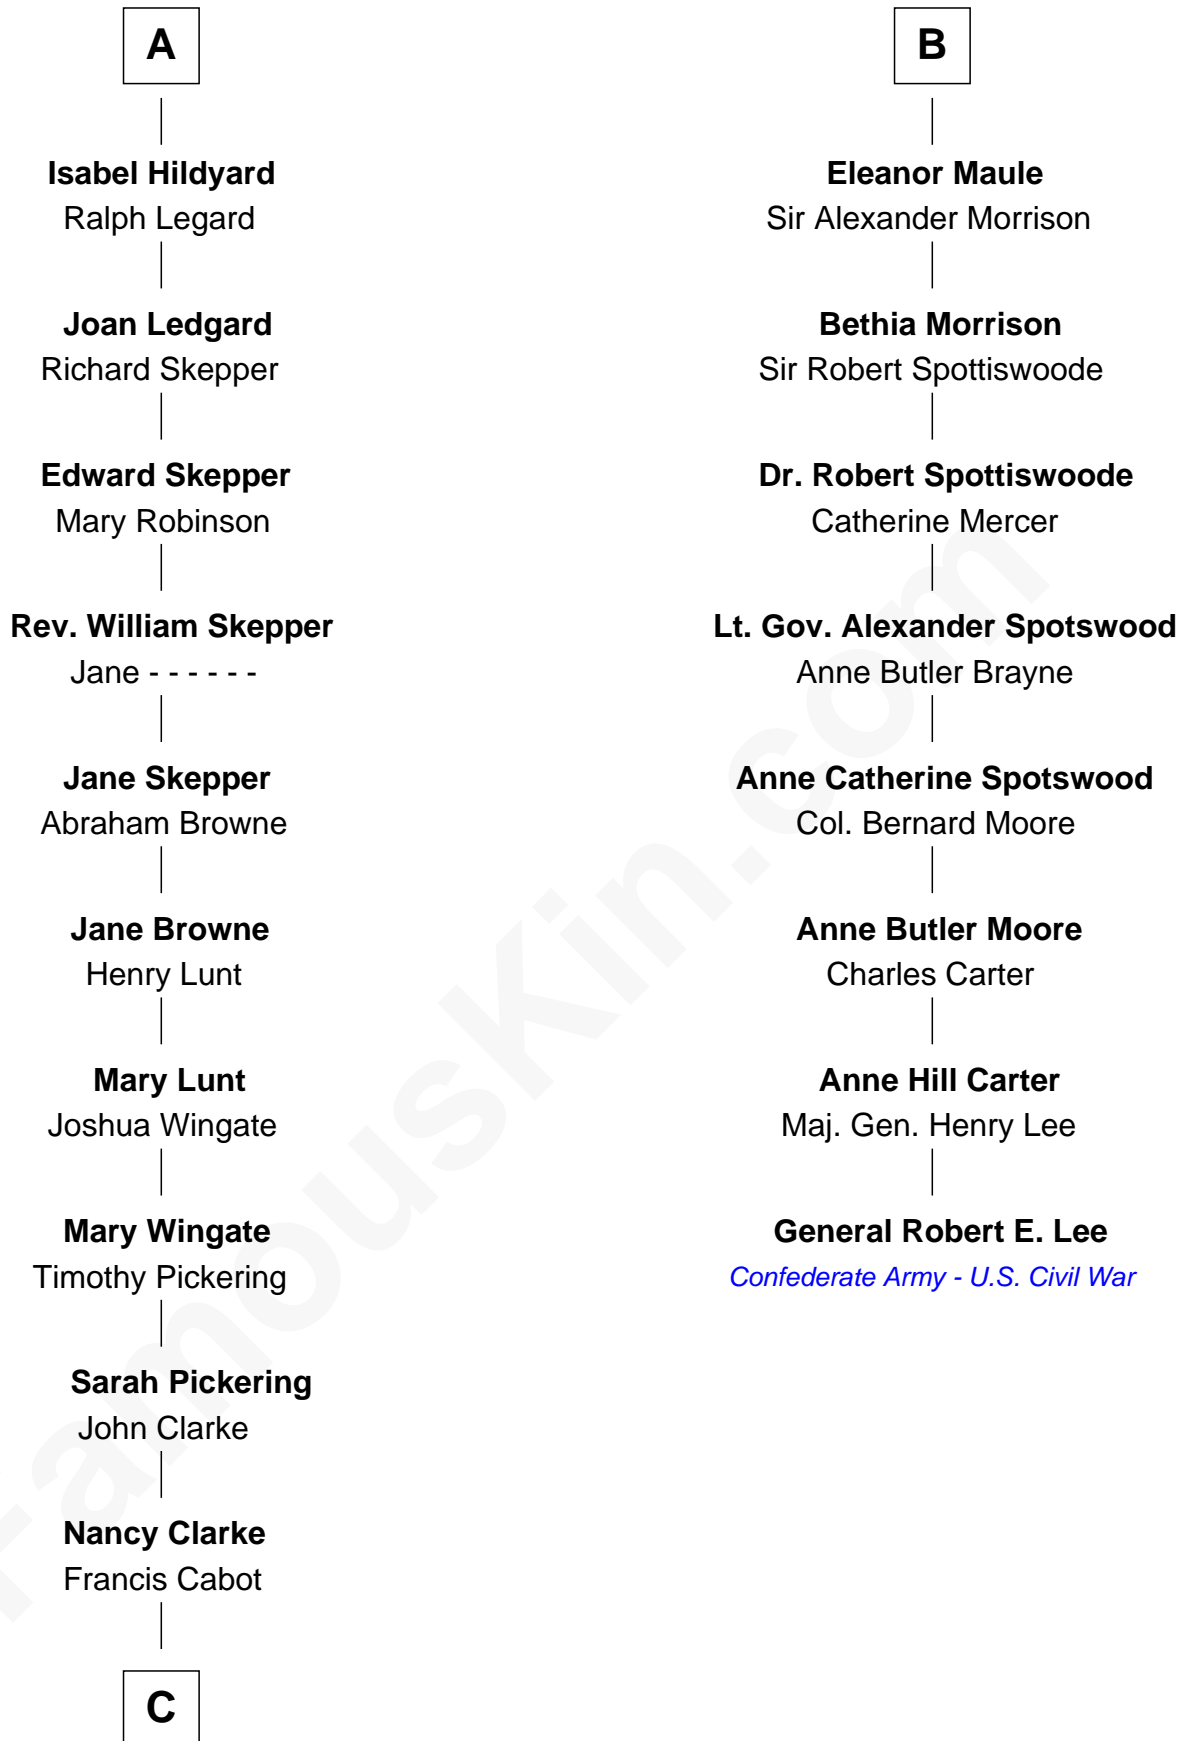 A
Isabel Hildyard
Ralph Legard
Joan Ledgard
Richard Skepper
Edward Skepper
Mary Robinson
Rev. William Skepper
Jane - - - - - -
Jane Skepper
Abraham Browne
Jane Browne
Henry Lunt
Mary Lunt
Joshua Wingate
Mary Wingate
Timothy Pickering
Sarah Pickering
John Clarke
Nancy Clarke
Francis Cabot
C
B
Eleanor Maule
Sir Alexander Morrison
Bethia Morrison
Sir Robert Spottiswoode
Dr. Robert Spottiswoode
Catherine Mercer
Lt. Gov. Alexander Spotswood
Anne Butler Brayne
Anne Catherine Spotswood
Col. Bernard Moore
Anne Butler Moore
Charles Carter
Anne Hill Carter
Maj. Gen. Henry Lee
General Robert E. Lee
Confederate Army - U.S. Civil War
FamousKin.com